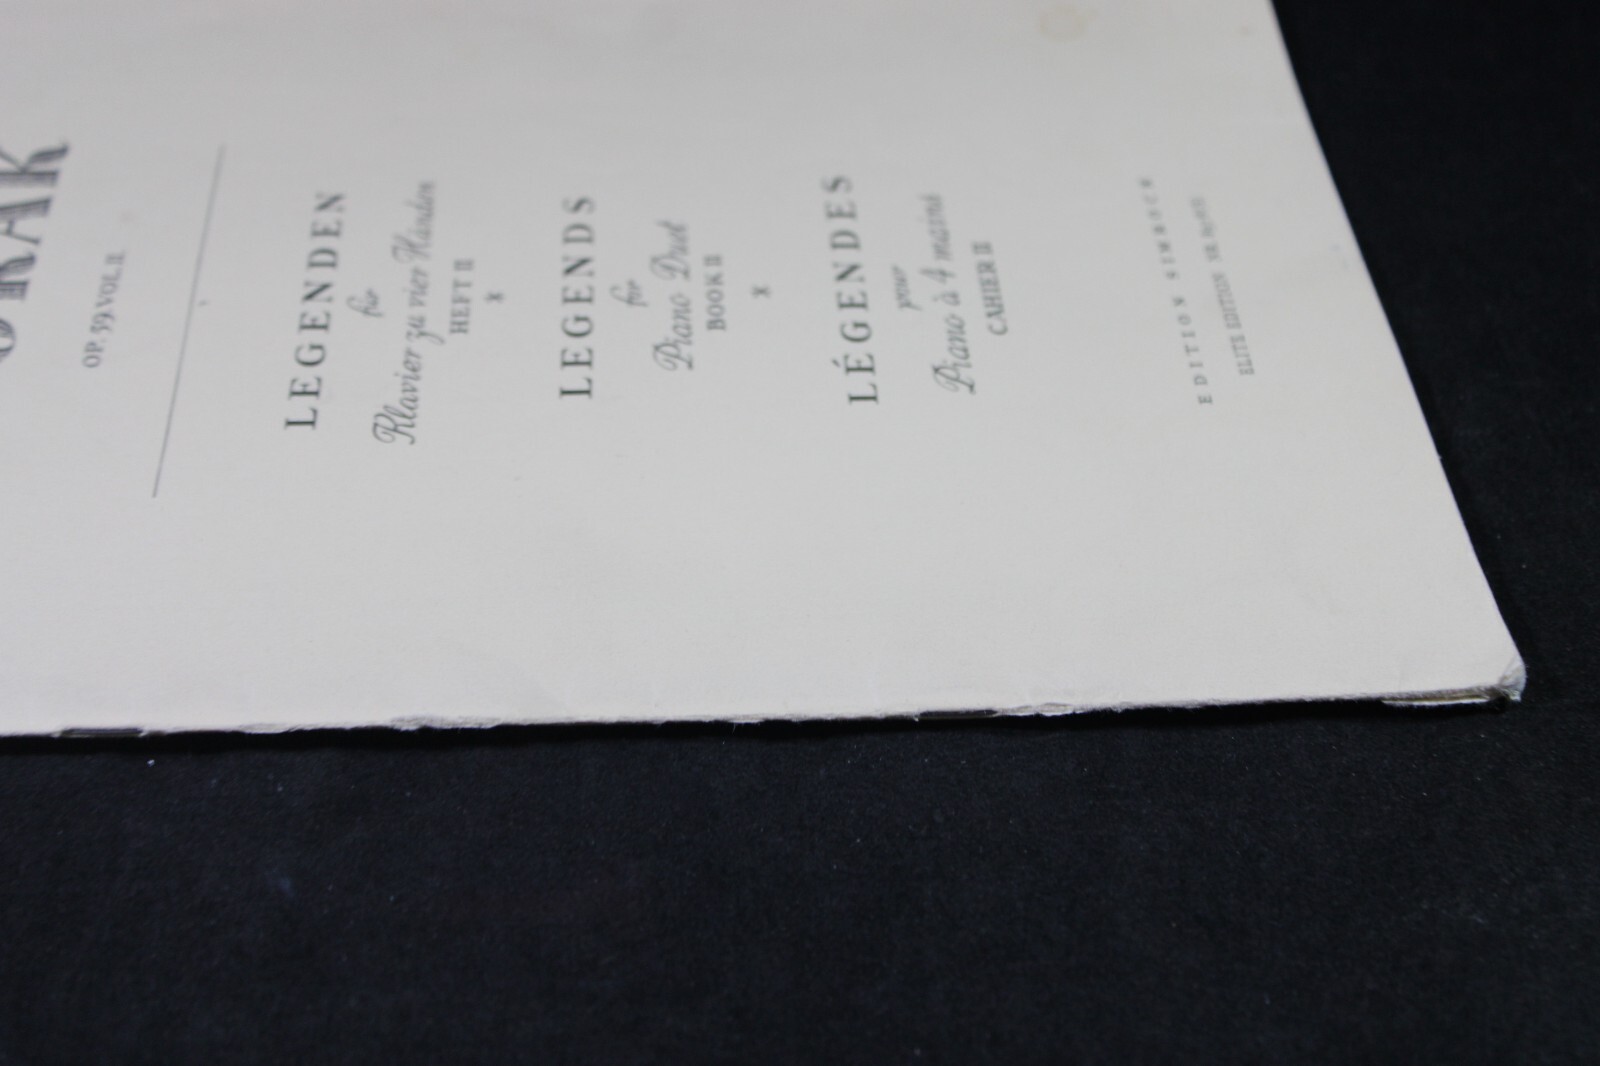 OP. 59, VOL. II.
LEGENDEN
für
Klavier zu vier Händen
HEFT II
LEGENDS
for
Piano Duet
BOOK II
LÉGENDES
pour
Piano à 4 mains
CAHIER II
EDITION SIMROCK
ELITE EDITION NR.